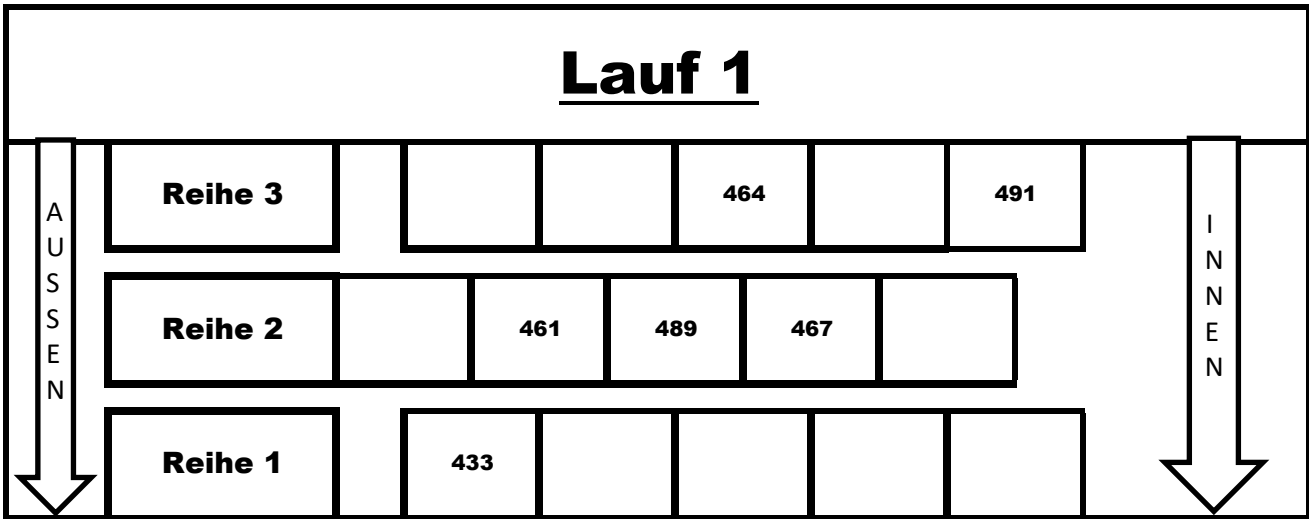 Lauf 1
AUSSEN
Reihe 3 464 491
Reihe 2 461 489 467
Reihe 1 433
INNEN